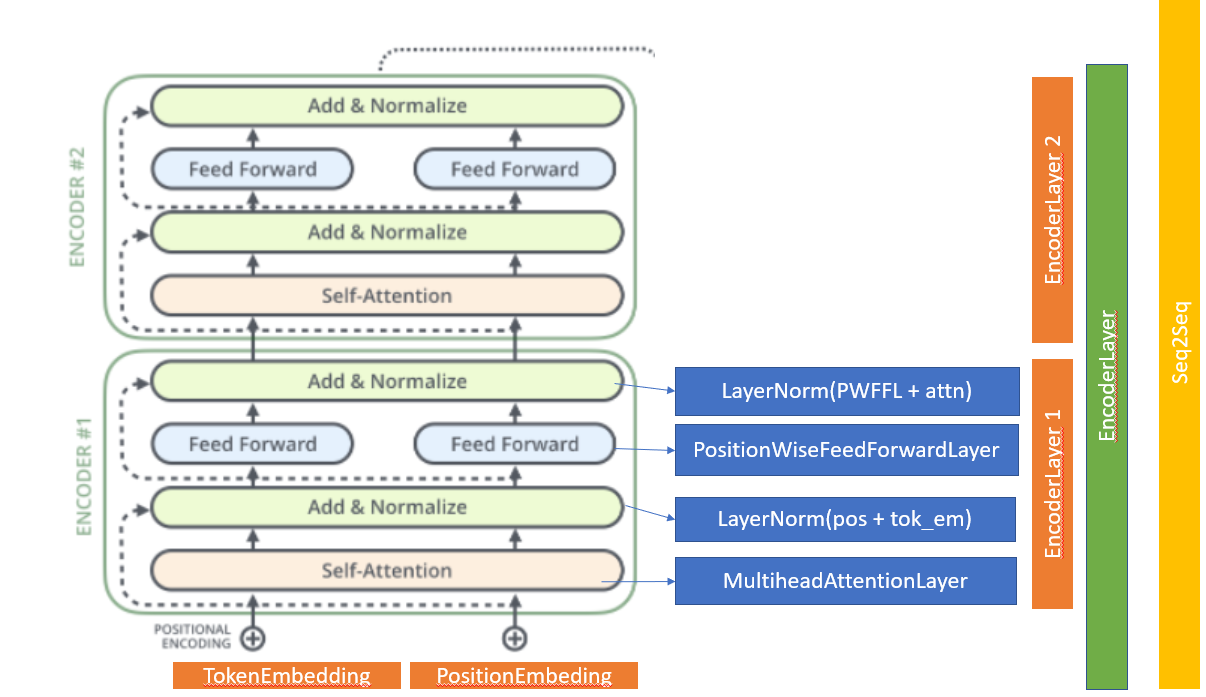 ENCODER #2
Add & Normalize
Feed Forward
Feed Forward
Add & Normalize
Self-Attention
ENCODER #1
Add & Normalize
Feed Forward
Feed Forward
Add & Normalize
Self-Attention
POSITIONAL
ENCODING
TokenEmbedding
PositionEmbeding
LayerNorm(PWFFL + attn)
PositionWiseFeedForwardLayer
LayerNorm(pos + tok_em)
MultiheadAttentionLayer
EncoderLayer 2
EncoderLayer 1
EncoderLayer
Seq2Seq